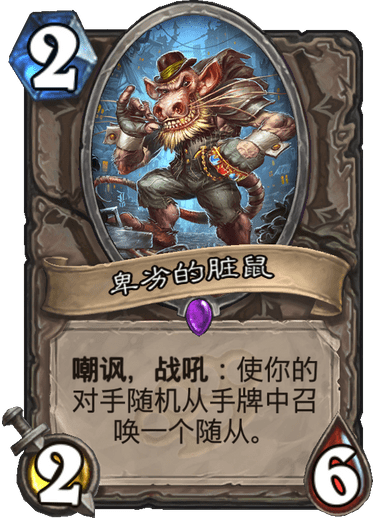 2
卑劣的脏鼠
嘲讽，战吼：使你的
对手随机从手牌中召
唤一个随从。
2
6